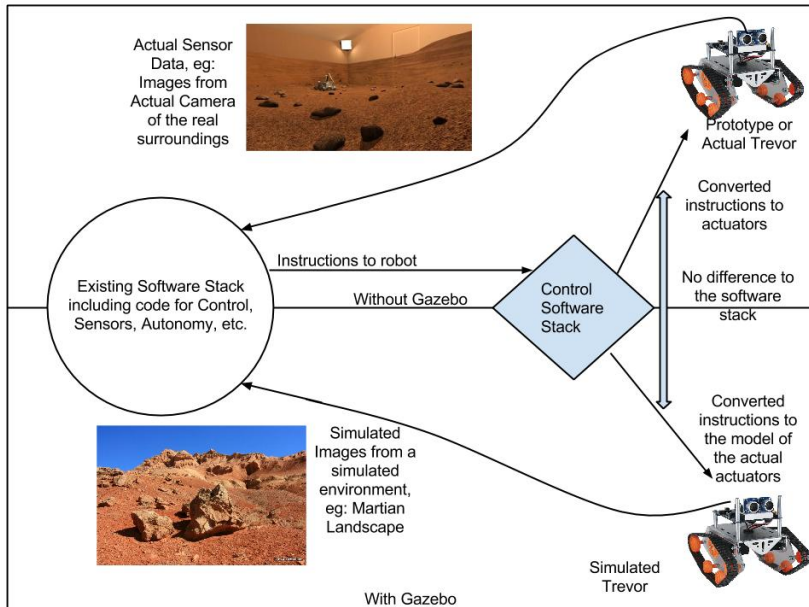 Actual Sensor
Data, eg:
Images from
Actual Camera
of the real
surroundings
Prototype or
Actual Trevor
Converted
instructions to
actuators
Instructions to robot
Existing Software Stack
including code for Control,
Sensors, Autonomy, etc.
Without Gazebo
Control
Software
Stack
No difference to
the software
stack
Converted
instructions to
the model of
the actual
actuators
Simulated
Images from a
simulated
environment,
eg: Martian
Landscape
Simulated
Trevor
With Gazebo